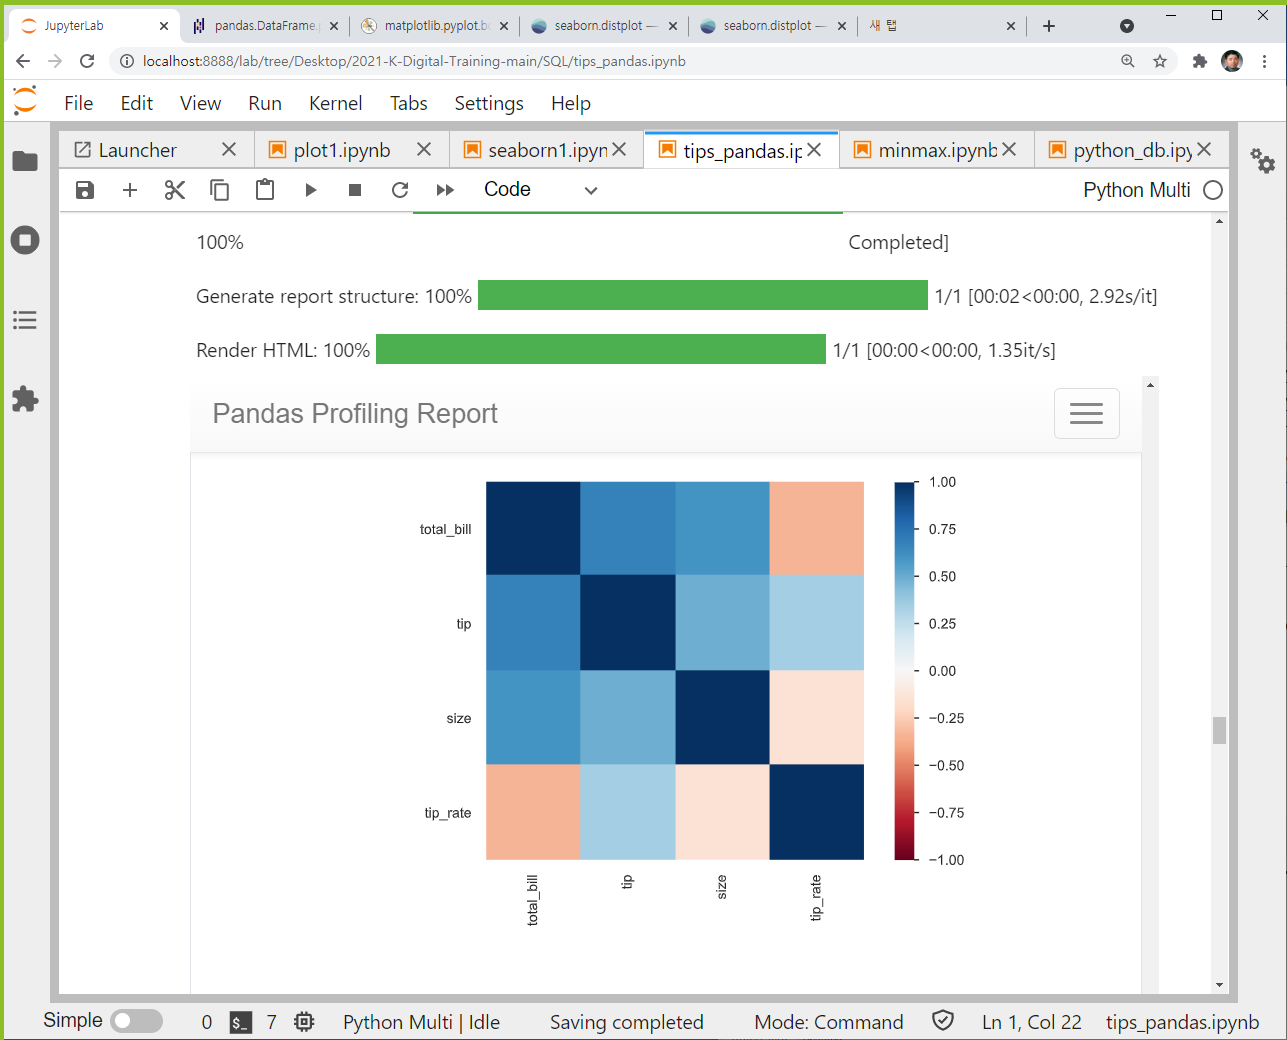 JupyterLab
pandas.DataFrame.
matplotlib.pyplot.bo
seaborn.distplot —
seaborn.distplot —
새 탭
localhost:8888/lab/tree/Desktop/2021-K-Digital-Training-main/SQL/tips_pandas.ipynb
File Edit View Run Kernel Tabs Settings Help
Launcher
plot1.ipynb
seaborn1.ipyn
tips_pandas.ip
minmax.ipynb
python_db.ipy
Code
Python Multi
100%
Completed]
Generate report structure: 100% 1/1 [00:02<00:00, 2.92s/it]
Render HTML: 100% 1/1 [00:00<00:00, 1.35it/s]
Pandas Profiling Report
total_bill
tip
size
tip_rate
total_bill
tip
size
tip_rate
1.00
0.75
0.50
0.25
0.00
−0.25
−0.50
−0.75
−1.00
Simple
0
$_
7
Python Multi | Idle
Saving completed
Mode: Command
Ln 1, Col 22
tips_pandas.ipynb